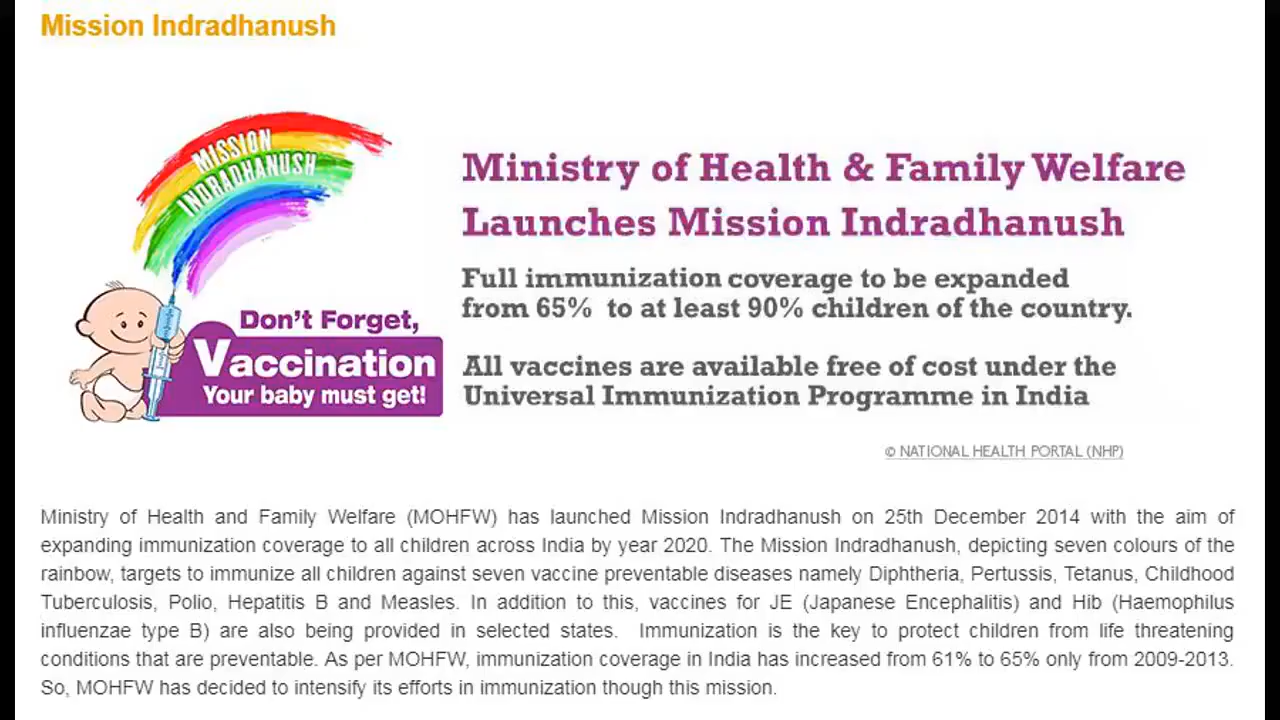 Mission Indradhanush
MISSION
INDRADHANUSH
Don't Forget,
Vaccination
Your baby must get!
Ministry of Health & Family Welfare
Launches Mission Indradhanush
Full immunization coverage to be expanded
from 65% to at least 90% children of the country.
All vaccines are available free of cost under the
Universal Immunization Programme in India
© NATIONAL HEALTH PORTAL (NHP)
Ministry of Health and Family Welfare (MOHFW) has launched Mission Indradhanush on 25th December 2014 with the aim of
expanding immunization coverage to all children across India by year 2020. The Mission Indradhanush, depicting seven colours of the
rainbow, targets to immunize all children against seven vaccine preventable diseases namely Diphtheria, Pertussis, Tetanus, Childhood
Tuberculosis, Polio, Hepatitis B and Measles. In addition to this, vaccines for JE (Japanese Encephalitis) and Hib (Haemophilus
influenzae type B) are also being provided in selected states. Immunization is the key to protect children from life threatening
conditions that are preventable. As per MOHFW, immunization coverage in India has increased from 61% to 65% only from 2009-2013.
So, MOHFW has decided to intensify its efforts in immunization though this mission.